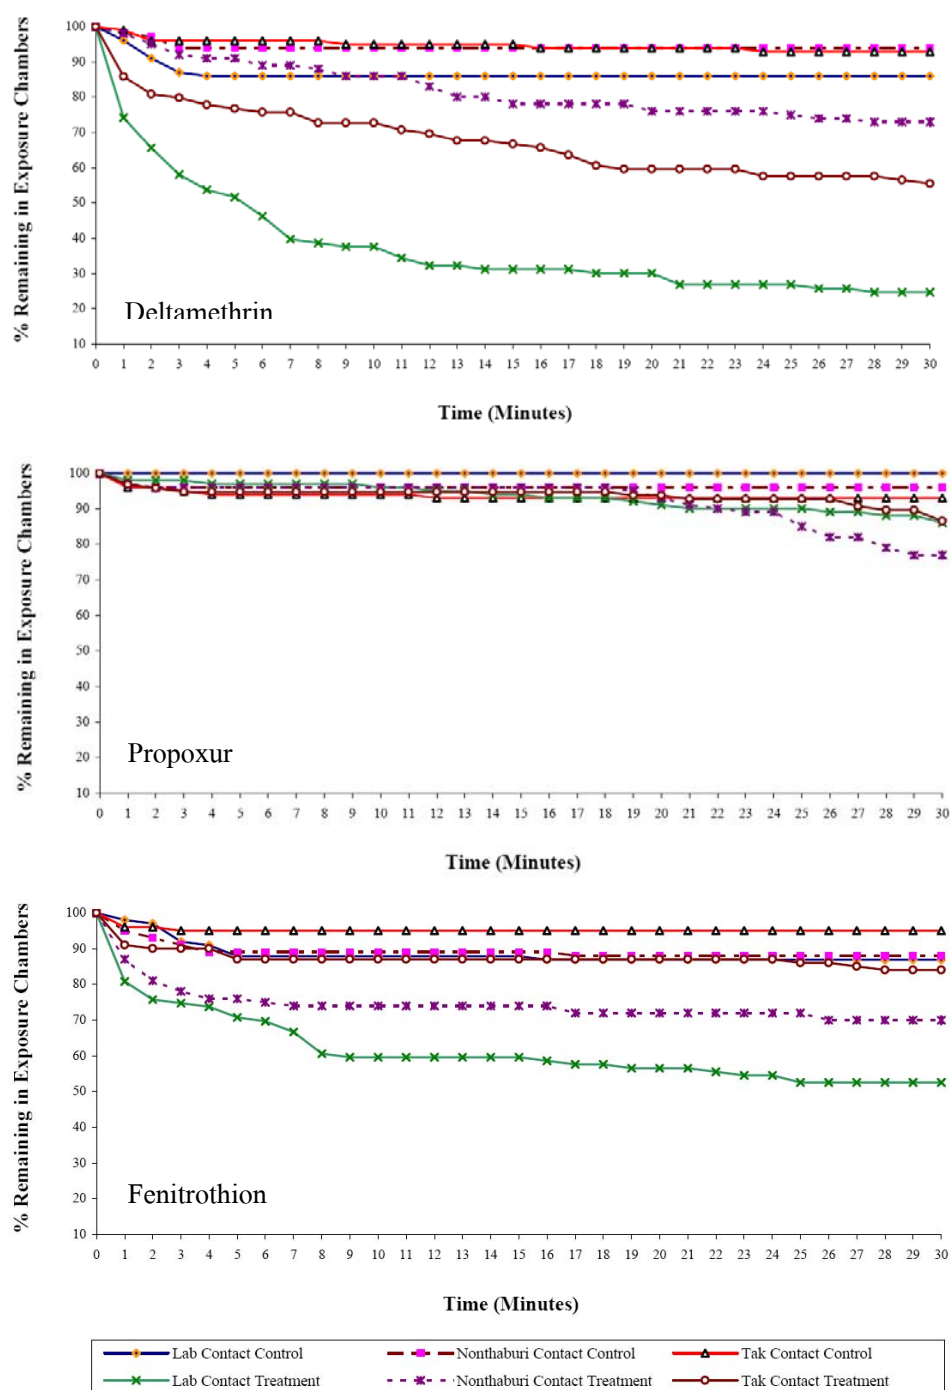 % Remaining in Exposure Chambers
100
90
80
70
60
50
40
30
20
10
Deltamethrin
0 1 2 3 4 5 6 7 8 9 10 11 12 13 14 15 16 17 18 19 20 21 22 23 24 25 26 27 28 29 30
Time (Minutes)
% Remaining in Exposure Chambers
100
90
80
70
60
50
40
30
20
10
Propoxur
0 1 2 3 4 5 6 7 8 9 10 11 12 13 14 15 16 17 18 19 20 21 22 23 24 25 26 27 28 29 30
Time (Minutes)
% Remaining in Exposure Chambers
100
90
80
70
60
50
40
30
20
10
Fenitrothion
0 1 2 3 4 5 6 7 8 9 10 11 12 13 14 15 16 17 18 19 20 21 22 23 24 25 26 27 28 29 30
Time (Minutes)
Lab Contact Control Nonthaburi Contact Control Tak Contact Control
Lab Contact Treatment Nonthaburi Contact Treatment Tak Contact Treatment